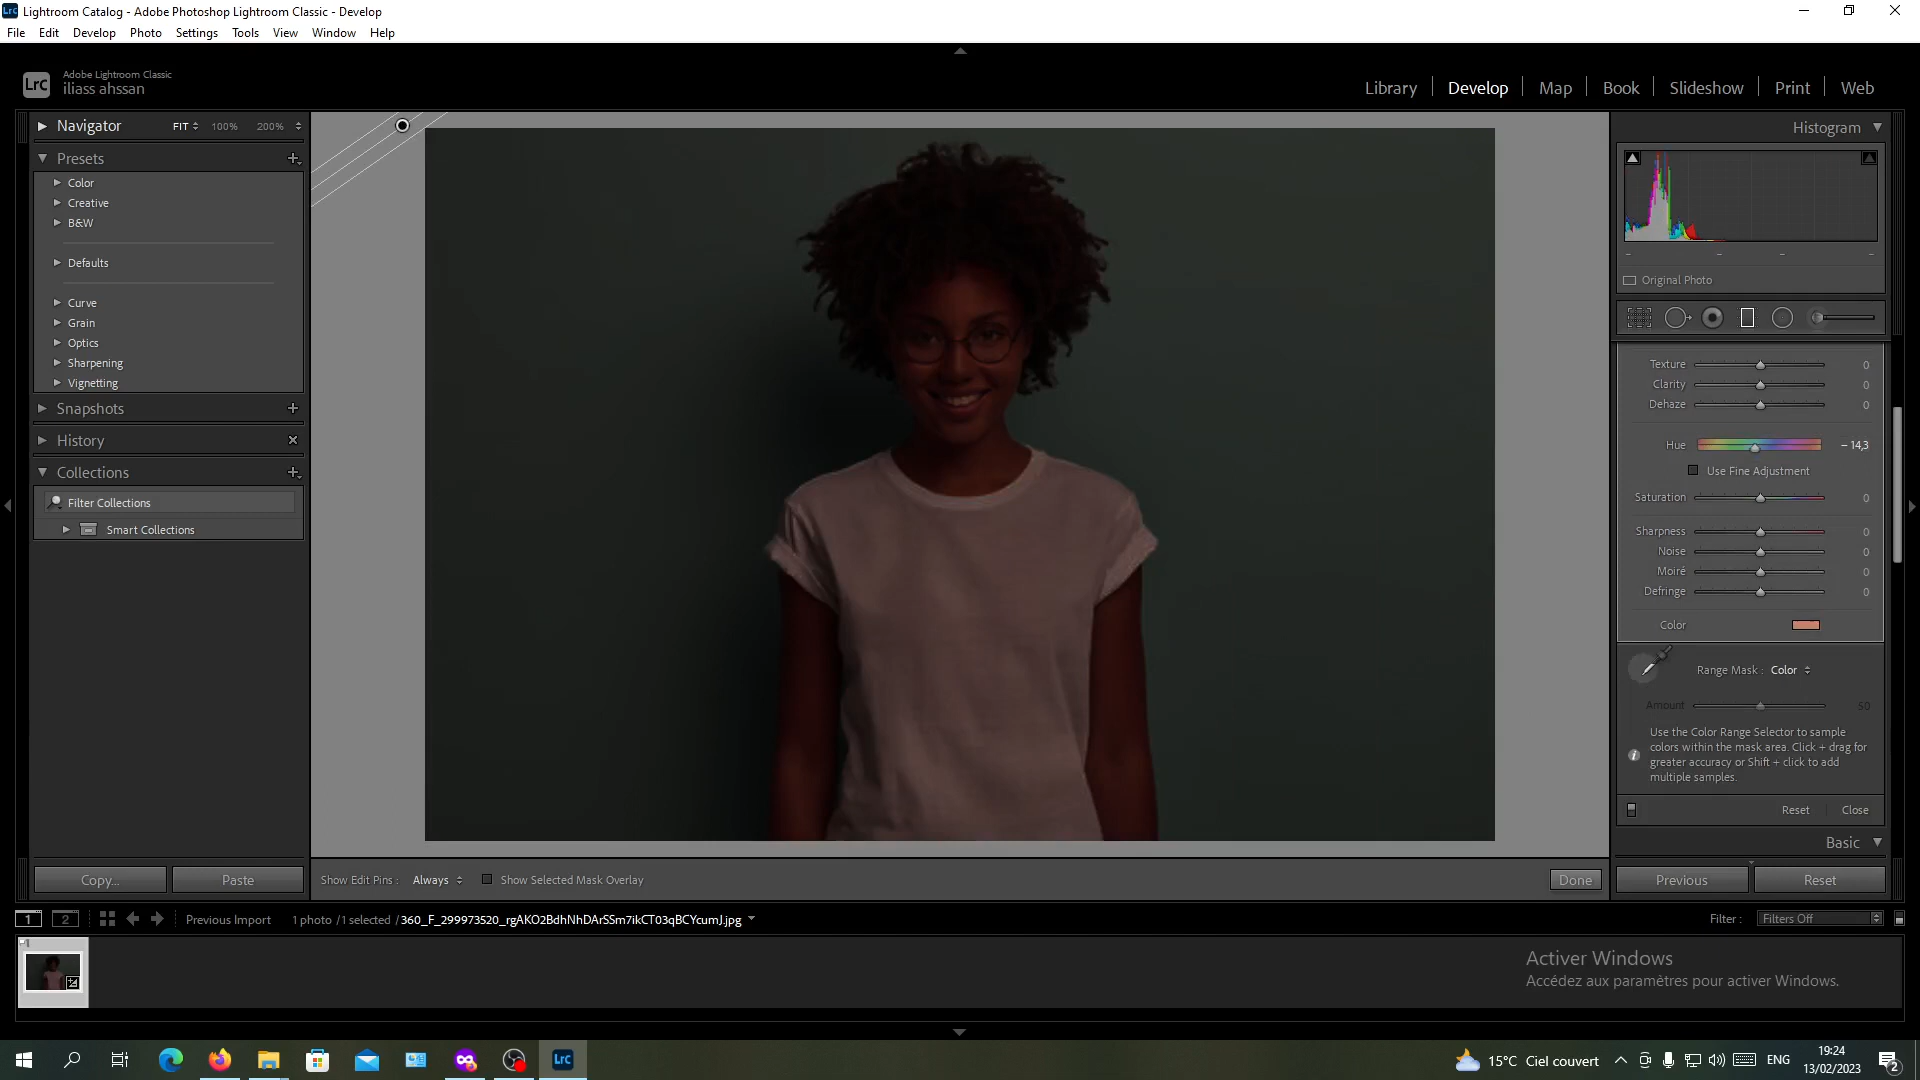 Lightroom Catalog - Adobe Photoshop Lightroom Classic - Develop
File Edit Develop Photo Settings Tools View Window Help
Adobe Lightroom Classic
LrC iliass ahssan
Library Develop Map Book Slideshow Print Web
Navigator FIT 100% 200%
Presets
Color
Creative
B&W
Defaults
Curve
Grain
Optics
Sharpening
Vignetting
Snapshots
History
Collections
Filter Collections
Smart Collections
Copy... Paste
Show Edit Pins : Always Show Selected Mask Overlay Done
Histogram
Original Photo
Texture 0
Clarity 0
Dehaze 0
Hue – 14,3
Use Fine Adjustment
Saturation 0
Sharpness 0
Noise 0
Moiré 0
Defringe 0
Color
Range Mask : Color
Amount 50
Use the Color Range Selector to sample
colors within the mask area. Click + drag for
greater accuracy or Shift + click to add
multiple samples.
Reset Close
Basic
Previous Reset
1 2 Previous Import 1 photo / 1 selected / 360_F_299973520_rgAKO2BdhNhDArSSm7ikCT03qBCYcumJ.jpg Filter : Filters Off
1
Activer Windows
Accédez aux paramètres pour activer Windows.
LrC 15°C Ciel couvert ENG 19:24
13/02/2023 2